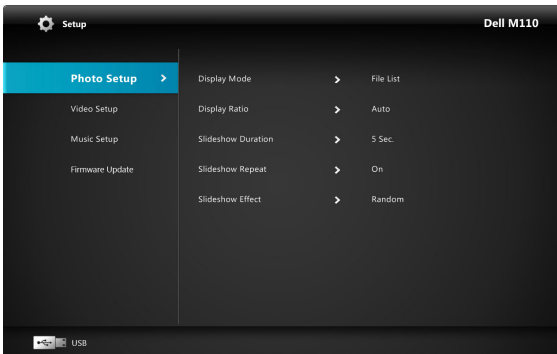 Setup
Dell M110
Photo Setup
Display Mode File List
Video Setup
Display Ratio Auto
Music Setup
Slideshow Duration 5 Sec.
Firmware Update
Slideshow Repeat On
Slideshow Effect Random
USB